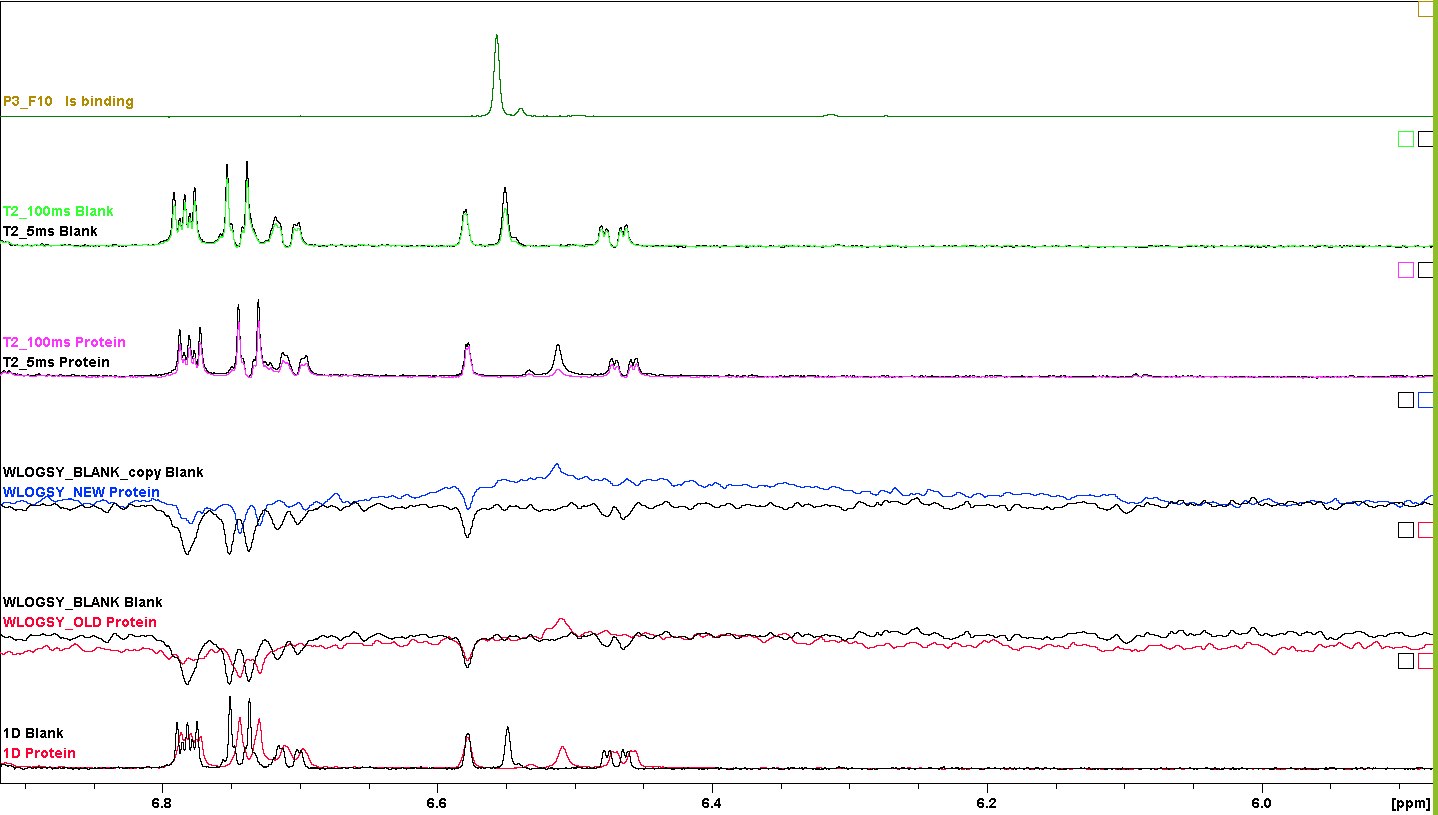 P3_F10 Is binding
T2_100ms Blank
T2_5ms Blank
T2_100ms Protein
T2_5ms Protein
WLOGSY_BLANK_copy Blank
WLOGSY_NEW Protein
WLOGSY_BLANK Blank
WLOGSY_OLD Protein
1D Blank
1D Protein
6.8 6.6 6.4 6.2 6.0 [ppm]